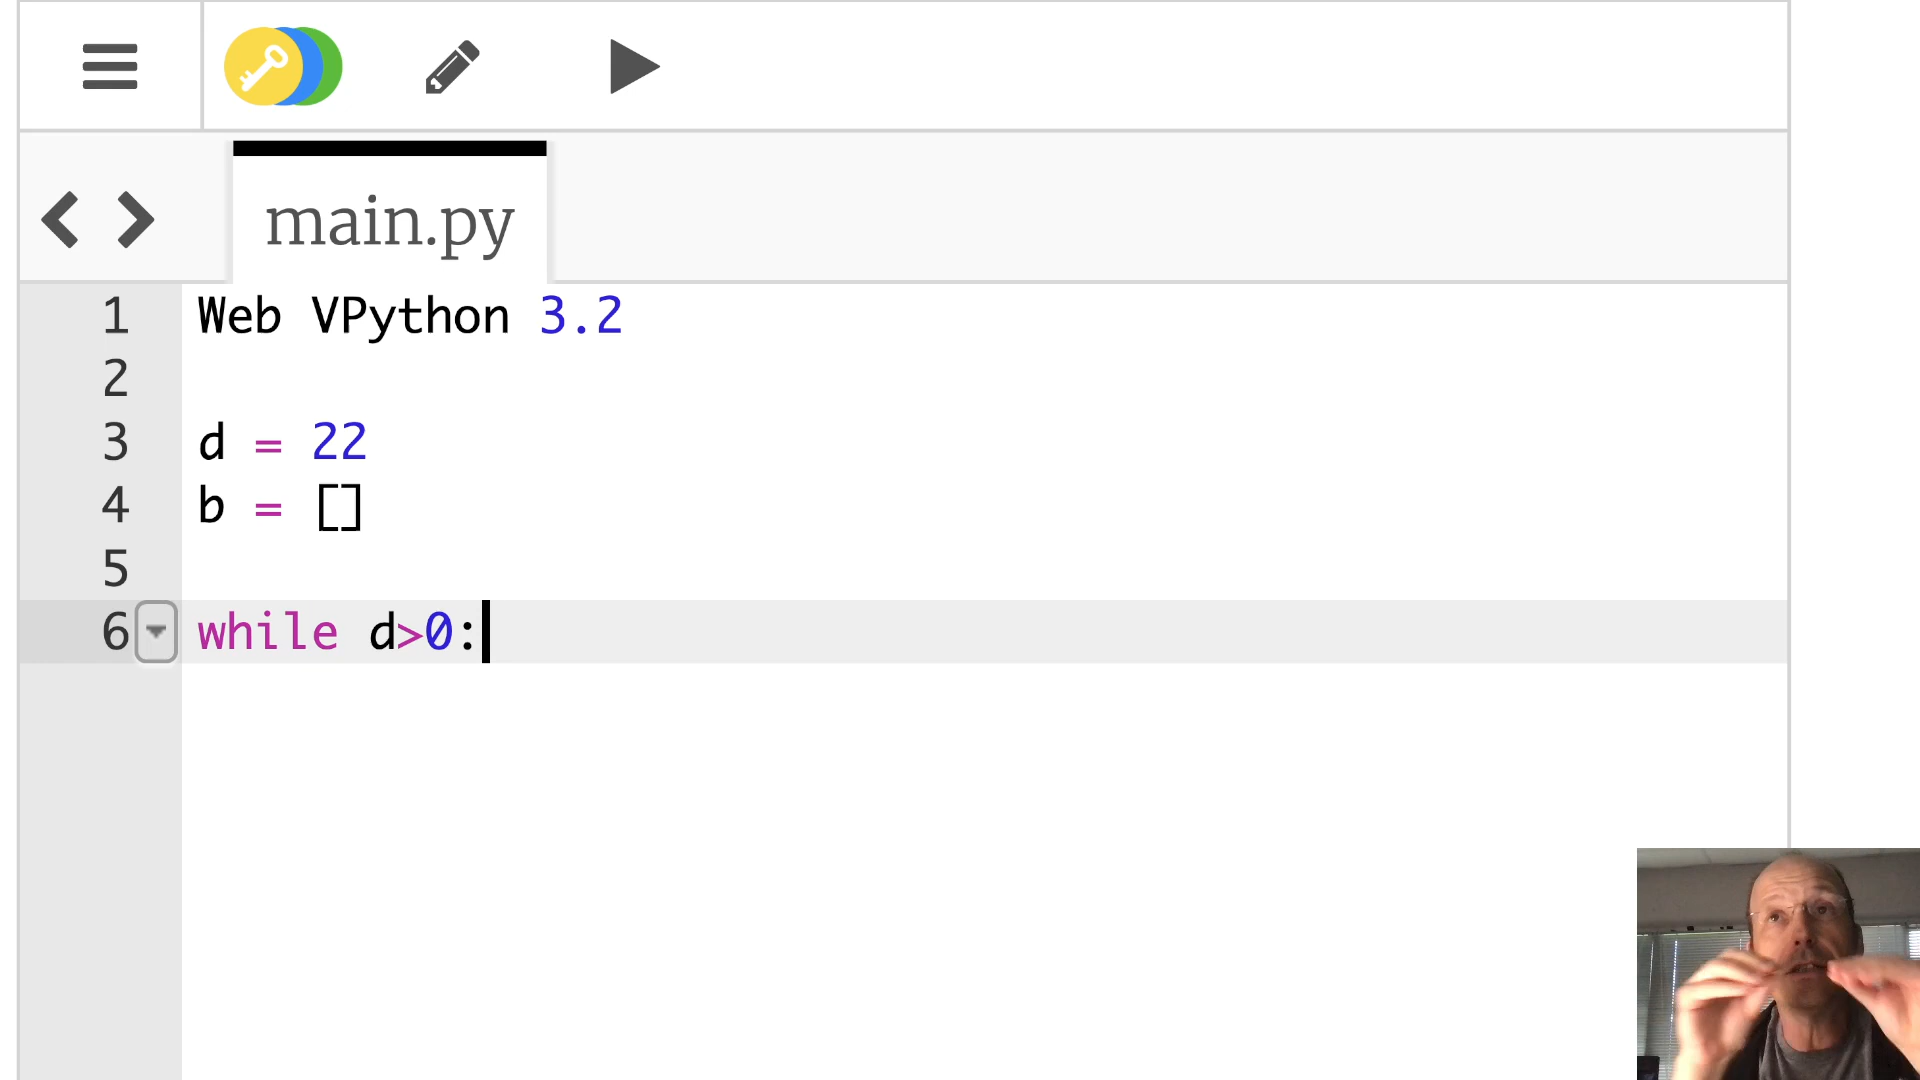 main.py
1 Web VPython 3.2
2
3 d = 22
4 b = []
5
6 while d>0: